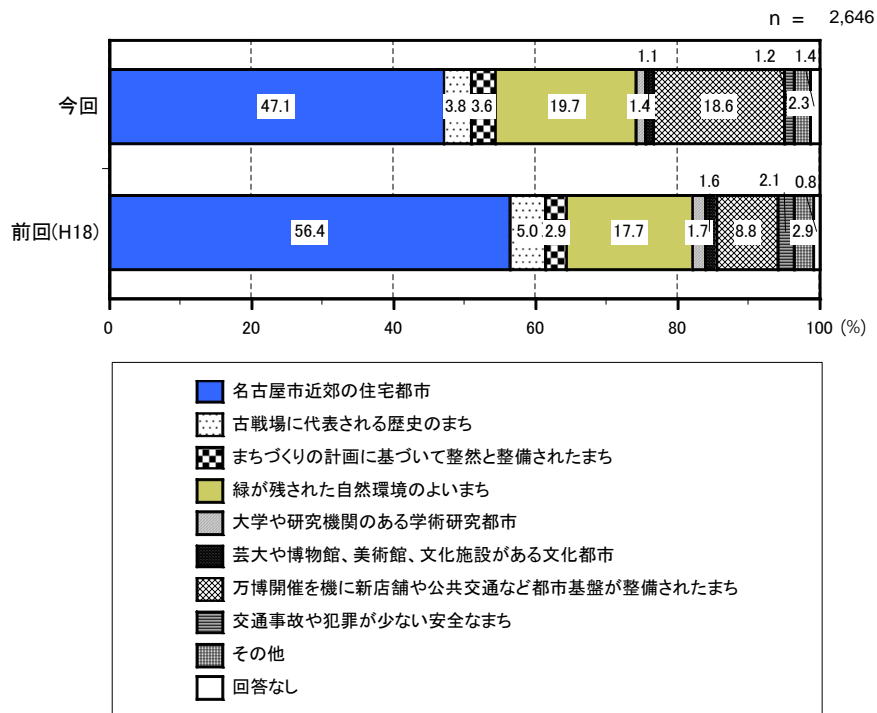 n = 2,646
1.1 1.2 1.4
今回 47.1 3.8 3.6 19.7 1.4 18.6 2.3
1.6 2.1 0.8
前回(H18) 56.4 5.0 2.9 17.7 1.7 8.8 2.9
0 20 40 60 80 100 (%)
名古屋市近郊の住宅都市
古戦場に代表される歴史のまち
まちづくりの計画に基づいて整然と整備されたまち
緑が残された自然環境のよいまち
大学や研究機関のある学術研究都市
芸大や博物館、美術館、文化施設がある文化都市
万博開催を機に新店舗や公共交通など都市基盤が整備されたまち
交通事故や犯罪が少ない安全なまち
その他
回答なし